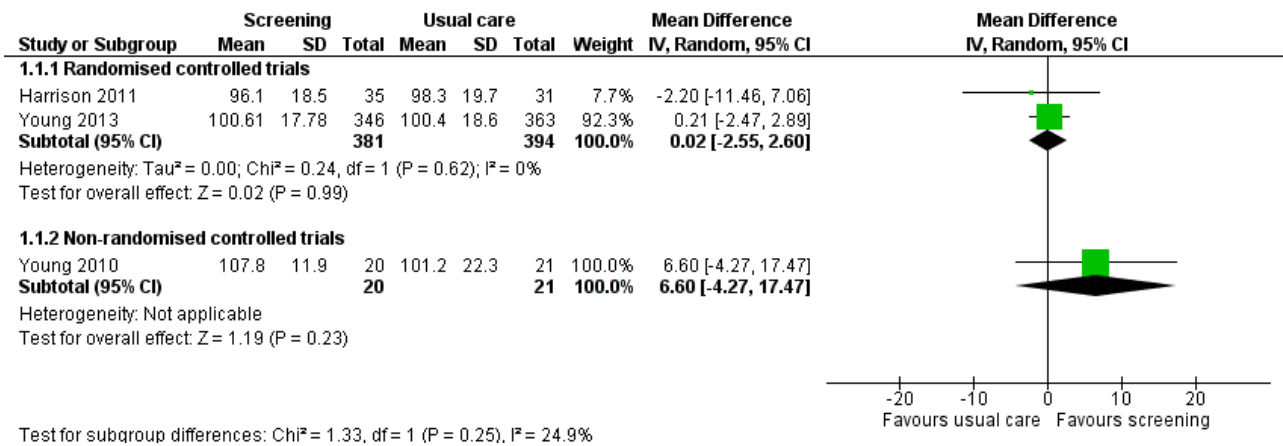 Screening Usual care Mean Difference Mean Difference
Study or Subgroup Mean SD Total Mean SD Total Weight IV, Random, 95% CI IV, Random, 95% CI
1.1.1 Randomised controlled trials
Harrison 2011 96.1 18.5 35 98.3 19.7 31 7.7% -2.20 [-11.46, 7.06]
Young 2013 100.61 17.78 346 100.4 18.6 363 92.3% 0.21 [-2.47, 2.89]
Subtotal (95% CI) 381 394 100.0% 0.02 [-2.55, 2.60]
Heterogeneity: Tau² = 0.00; Chi² = 0.24, df = 1 (P = 0.62); I² = 0%
Test for overall effect: Z = 0.02 (P = 0.99)
1.1.2 Non-randomised controlled trials
Young 2010 107.8 11.9 20 101.2 22.3 21 100.0% 6.60 [-4.27, 17.47]
Subtotal (95% CI) 20 21 100.0% 6.60 [-4.27, 17.47]
Heterogeneity: Not applicable
Test for overall effect: Z = 1.19 (P = 0.23)
-20 -10 0 10 20
Favours usual care Favours screening
Test for subgroup differences: Chi² = 1.33, df = 1 (P = 0.25), I² = 24.9%